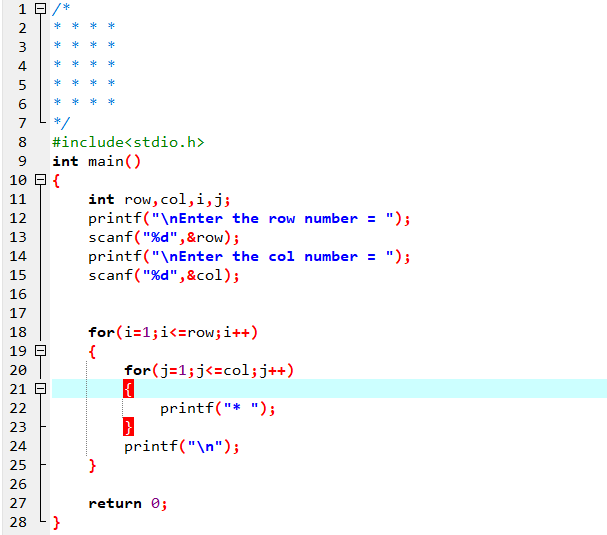 1 /*
2 * * * *
3 * * * *
4 * * * *
5 * * * *
6 * * * *
7 */
8 #include<stdio.h>
9 int main()
10 {
11     int row,col,i,j;
12     printf("\nEnter the row number = ");
13     scanf("%d",&row);
14     printf("\nEnter the col number = ");
15     scanf("%d",&col);
16
17
18     for(i=1;i<=row;i++)
19     {
20         for(j=1;j<=col;j++)
21         {
22             printf("* ");
23         }
24         printf("\n");
25     }
26
27     return 0;
28 }